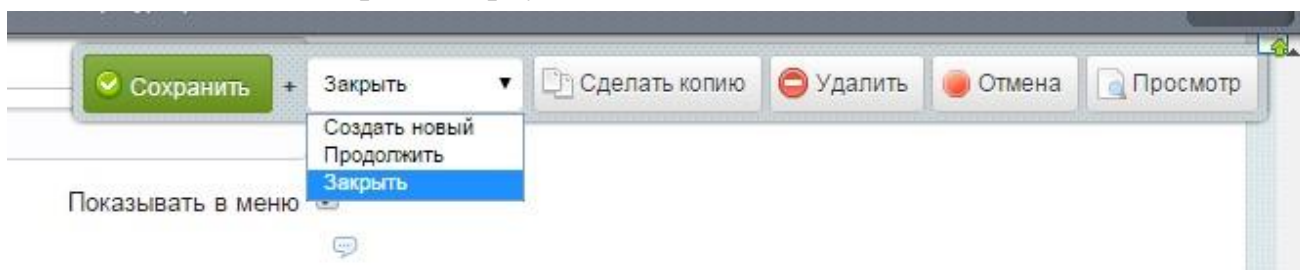 Сохранить + Закрыть Сделать копию Удалить Отмена Просмотр
Создать новый
Продолжить
Закрыть
Показывать в меню